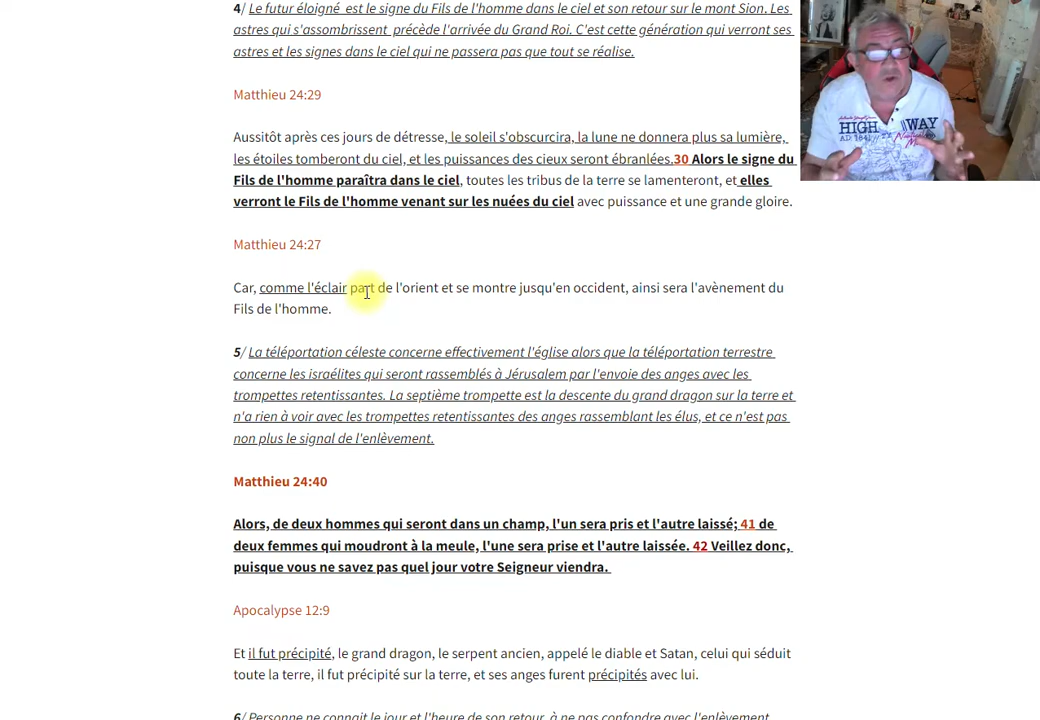 4/ Le futur éloigné est le signe du Fils de l'homme dans le ciel et son retour sur le mont Sion. Les
astres qui s'assombrissent précède l'arrivée du Grand Roi. C'est cette génération qui verront ses
astres et les signes dans le ciel qui ne passera pas que tout se réalise.
Matthieu 24:29
Aussitôt après ces jours de détresse, le soleil s'obscurcira, la lune ne donnera plus sa lumière,
les étoiles tomberont du ciel, et les puissances des cieux seront ébranlées.30 Alors le signe du
Fils de l'homme paraîtra dans le ciel, toutes les tribus de la terre se lamenteront, et elles
verront le Fils de l'homme venant sur les nuées du ciel avec puissance et une grande gloire.
Matthieu 24:27
Car, comme l'éclair part de l'orient et se montre jusqu'en occident, ainsi sera l'avènement du
Fils de l'homme.
5/ La téléportation céleste concerne effectivement l'église alors que la téléportation terrestre
concerne les israélites qui seront rassemblés à Jérusalem par l'envoie des anges avec les
trompettes retentissantes. La septième trompette est la descente du grand dragon sur la terre et
n'a rien à voir avec les trompettes retentissantes des anges rassemblant les élus, et ce n'est pas
non plus le signal de l'enlèvement.
Matthieu 24:40
Alors, de deux hommes qui seront dans un champ, l'un sera pris et l'autre laissé; 41 de
deux femmes qui moudront à la meule, l'une sera prise et l'autre laissée. 42 Veillez donc,
puisque vous ne savez pas quel jour votre Seigneur viendra.
Apocalypse 12:9
Et il fut précipité, le grand dragon, le serpent ancien, appelé le diable et Satan, celui qui séduit
toute la terre, il fut précipité sur la terre, et ses anges furent précipités avec lui.
6/ Personne ne connait le jour et l'heure de son retour, à ne pas confondre avec l'enlèvement
HIGH WAY